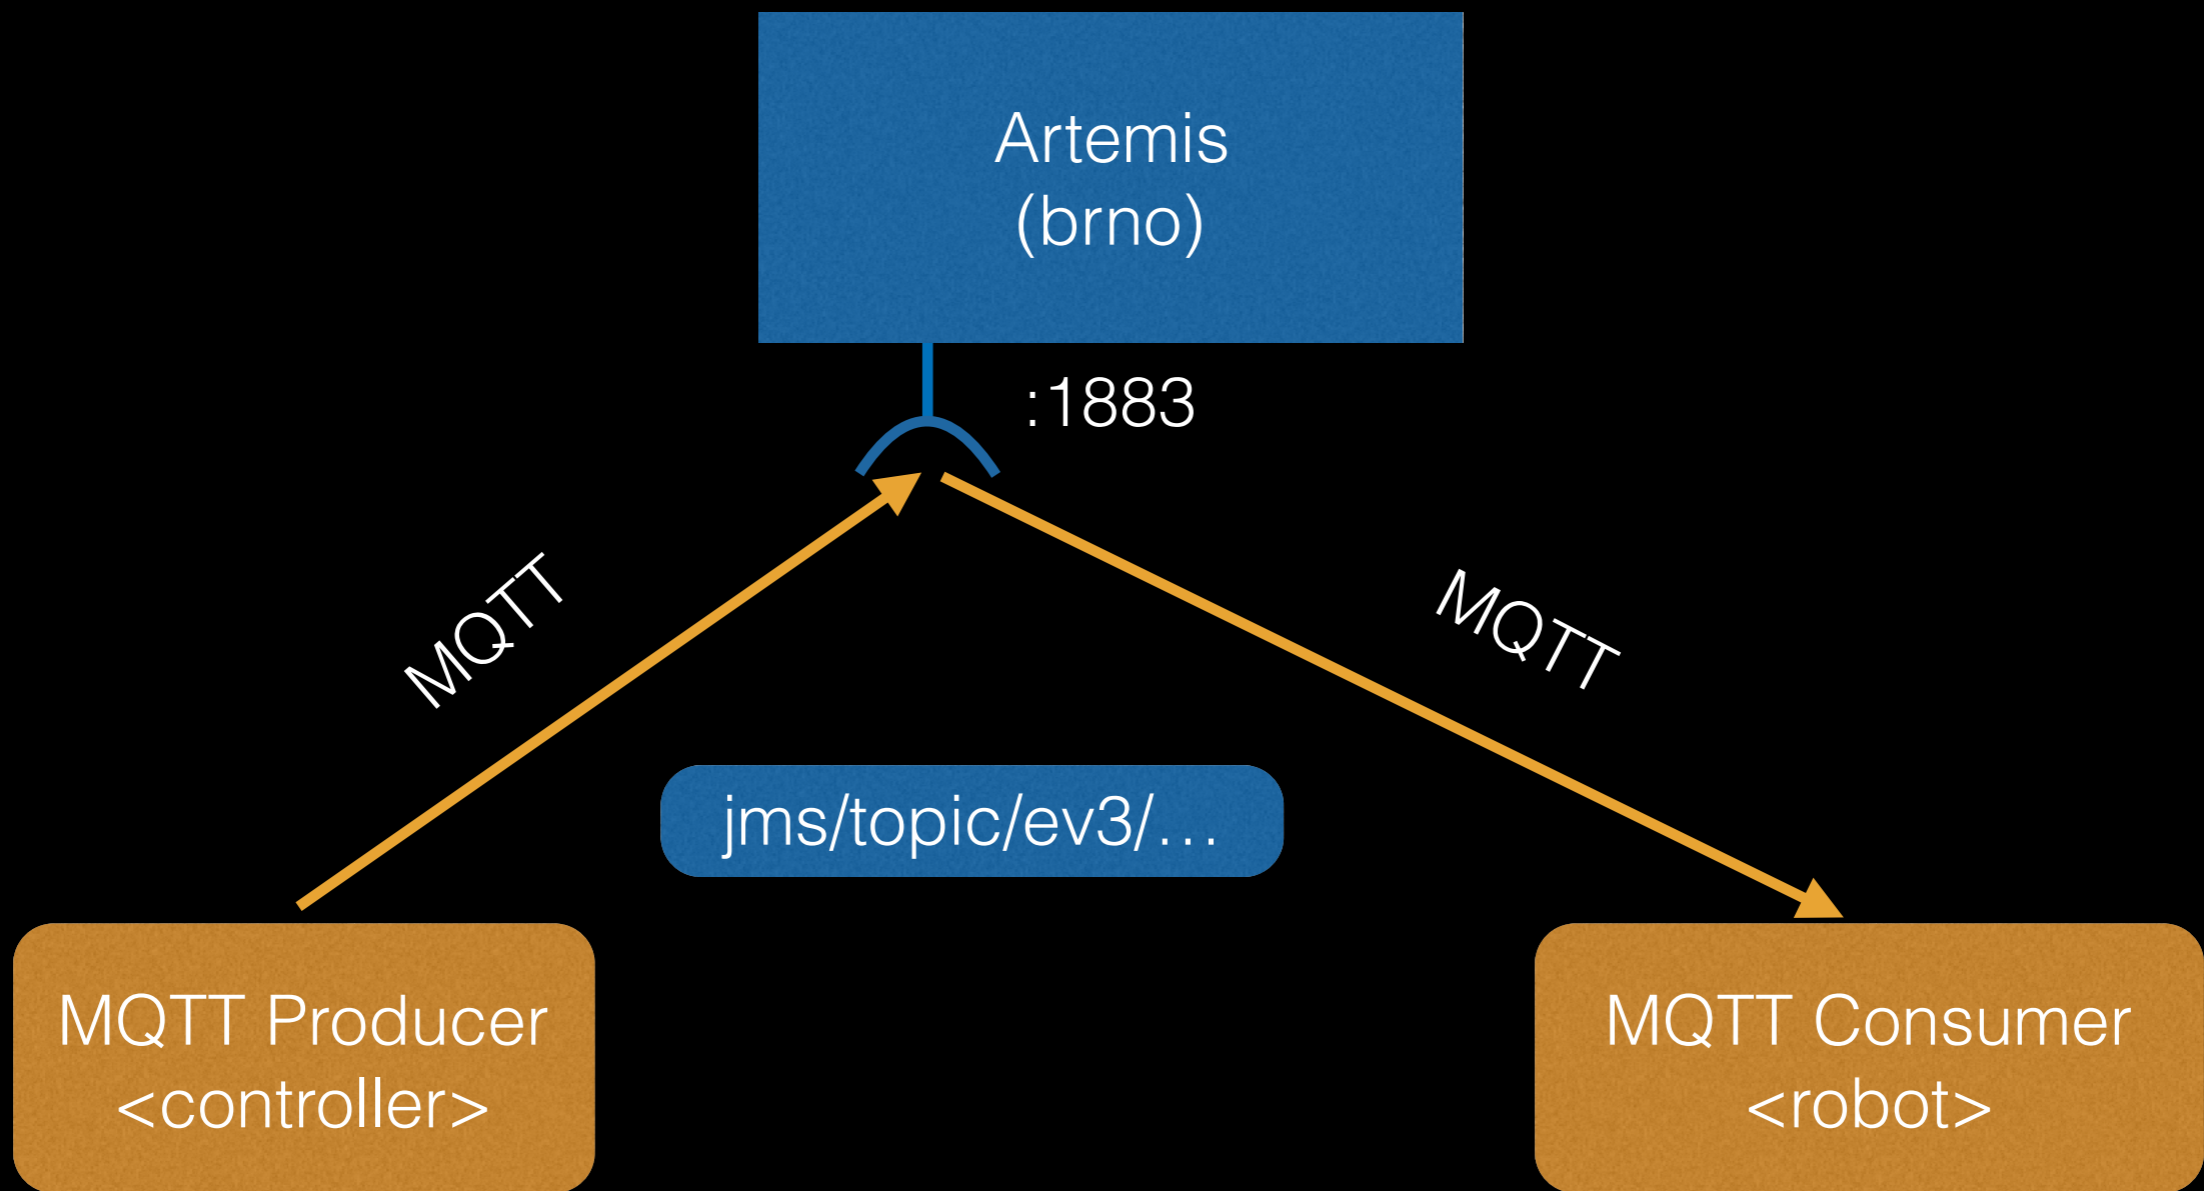 Artemis
(brno)
:1883
MQTT
MQTT
jms/topic/ev3/…
MQTT Producer
<controller>
MQTT Consumer
<robot>